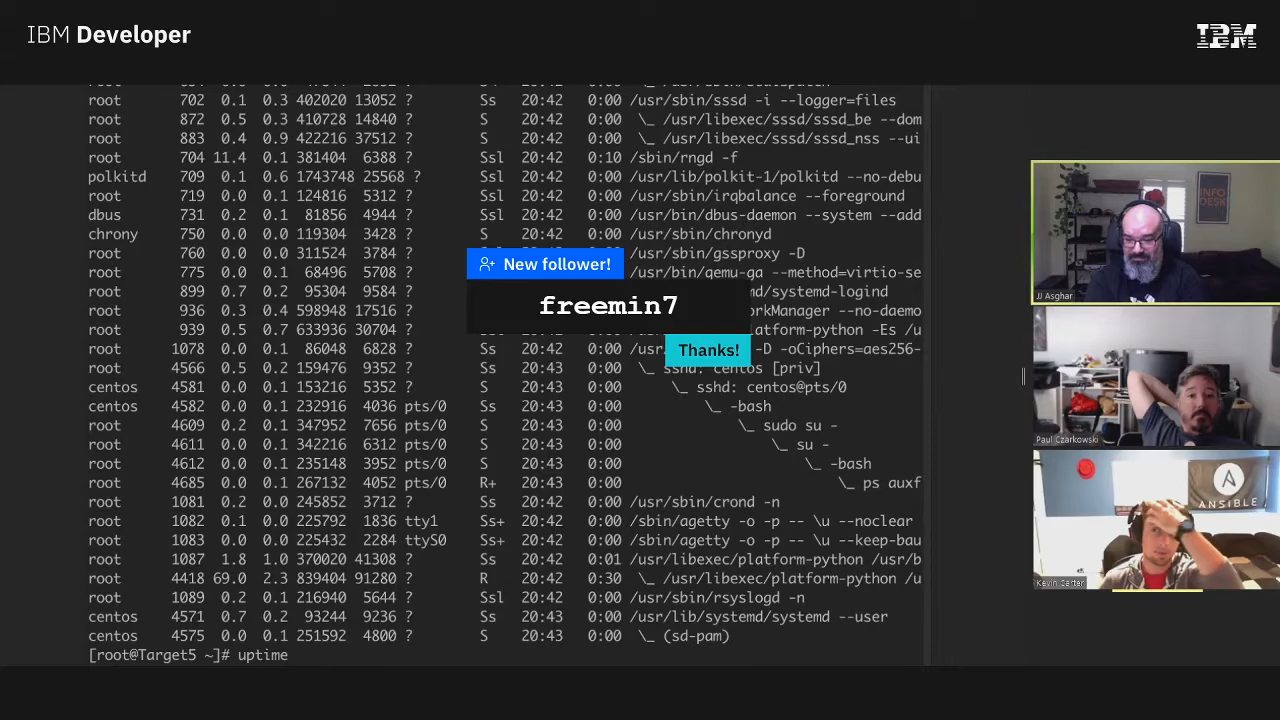 IBM Developer
IBM
root 702 0.1 0.3 402020 13052 ? Ss 20:42 0:00 /usr/sbin/sssd -i --logger=files
root 872 0.5 0.3 410728 14840 ? S 20:42 0:00 \_ /usr/libexec/sssd/sssd_be --dom
root 883 0.4 0.9 422216 37512 ? S 20:42 0:00 \_ /usr/libexec/sssd/sssd_nss --ui
root 704 11.4 0.1 381404 6388 ? Ssl 20:42 0:10 /sbin/rngd -f
polkitd 709 0.1 0.6 1743748 25568 ? Ssl 20:42 0:00 /usr/lib/polkit-1/polkitd --no-debu
root 719 0.0 0.1 124816 5312 ? Ssl 20:42 0:00 /usr/sbin/irqbalance --foreground
dbus 731 0.2 0.1 81856 4944 ? Ssl 20:42 0:00 /usr/bin/dbus-daemon --system --add
chrony 750 0.0 0.0 119304 3428 ? S 20:42 0:00 /usr/sbin/chronyd
root 760 0.0 0.0 311524 3784 ? /usr/sbin/gssproxy -D
root 775 0.0 0.1 68496 5708 ? /usr/bin/qemu-ga --method=virtio-se
root 899 0.7 0.2 95304 9584 ? md/systemd-logind
root 936 0.3 0.4 598948 17516 ? orkManager --no-daemo
root 939 0.5 0.7 633936 30704 ? atform-python -Es /u
root 1078 0.0 0.1 86048 6828 ? Ss 20:42 0:00 /usr/ -D -oCiphers=aes256-
root 4566 0.5 0.2 159476 9352 ? Ss 20:43 0:00 \_ sshd: centos [priv]
centos 4581 0.0 0.1 153216 5352 ? S 20:43 0:00 \_ sshd: centos@pts/0
centos 4582 0.0 0.1 232916 4036 pts/0 Ss 20:43 0:00 \_ -bash
root 4609 0.2 0.1 347952 7656 pts/0 S 20:43 0:00 \_ sudo su -
root 4611 0.0 0.1 342216 6312 pts/0 S 20:43 0:00 \_ su -
root 4612 0.0 0.1 235148 3952 pts/0 S 20:43 0:00 \_ -bash
root 4685 0.0 0.1 267132 4052 pts/0 R+ 20:43 0:00 \_ ps auxf
root 1081 0.2 0.0 245852 3712 ? Ss 20:42 0:00 /usr/sbin/crond -n
root 1082 0.1 0.0 225792 1836 tty1 Ss+ 20:42 0:00 /sbin/agetty -o -p -- \u --noclear
root 1083 0.0 0.0 225432 2284 ttyS0 Ss+ 20:42 0:00 /sbin/agetty -o -p -- \u --keep-bau
root 1087 1.8 1.0 370020 41308 ? Ss 20:42 0:01 /usr/libexec/platform-python /usr/b
root 4418 69.0 2.3 839404 91280 ? R 20:42 0:30 \_ /usr/libexec/platform-python /u
root 1089 0.2 0.1 216940 5644 ? Ssl 20:42 0:00 /usr/sbin/rsyslogd -n
centos 4571 0.7 0.2 93244 9236 ? Ss 20:43 0:00 /usr/lib/systemd/systemd --user
centos 4575 0.0 0.1 251592 4800 ? S 20:43 0:00 \_ (sd-pam)
[root@Target5 ~]# uptime
New follower!
freemin7
Thanks!
INFO
DESK
JJ Asghar
Paul Czarkowski
ANSIBLE
Kevin Carter